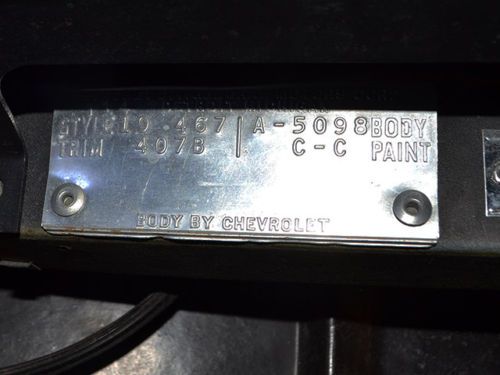 STYLE 10 467 A-5098 BODY
TRIM 407B C-C PAINT
BODY BY CHEVROLET